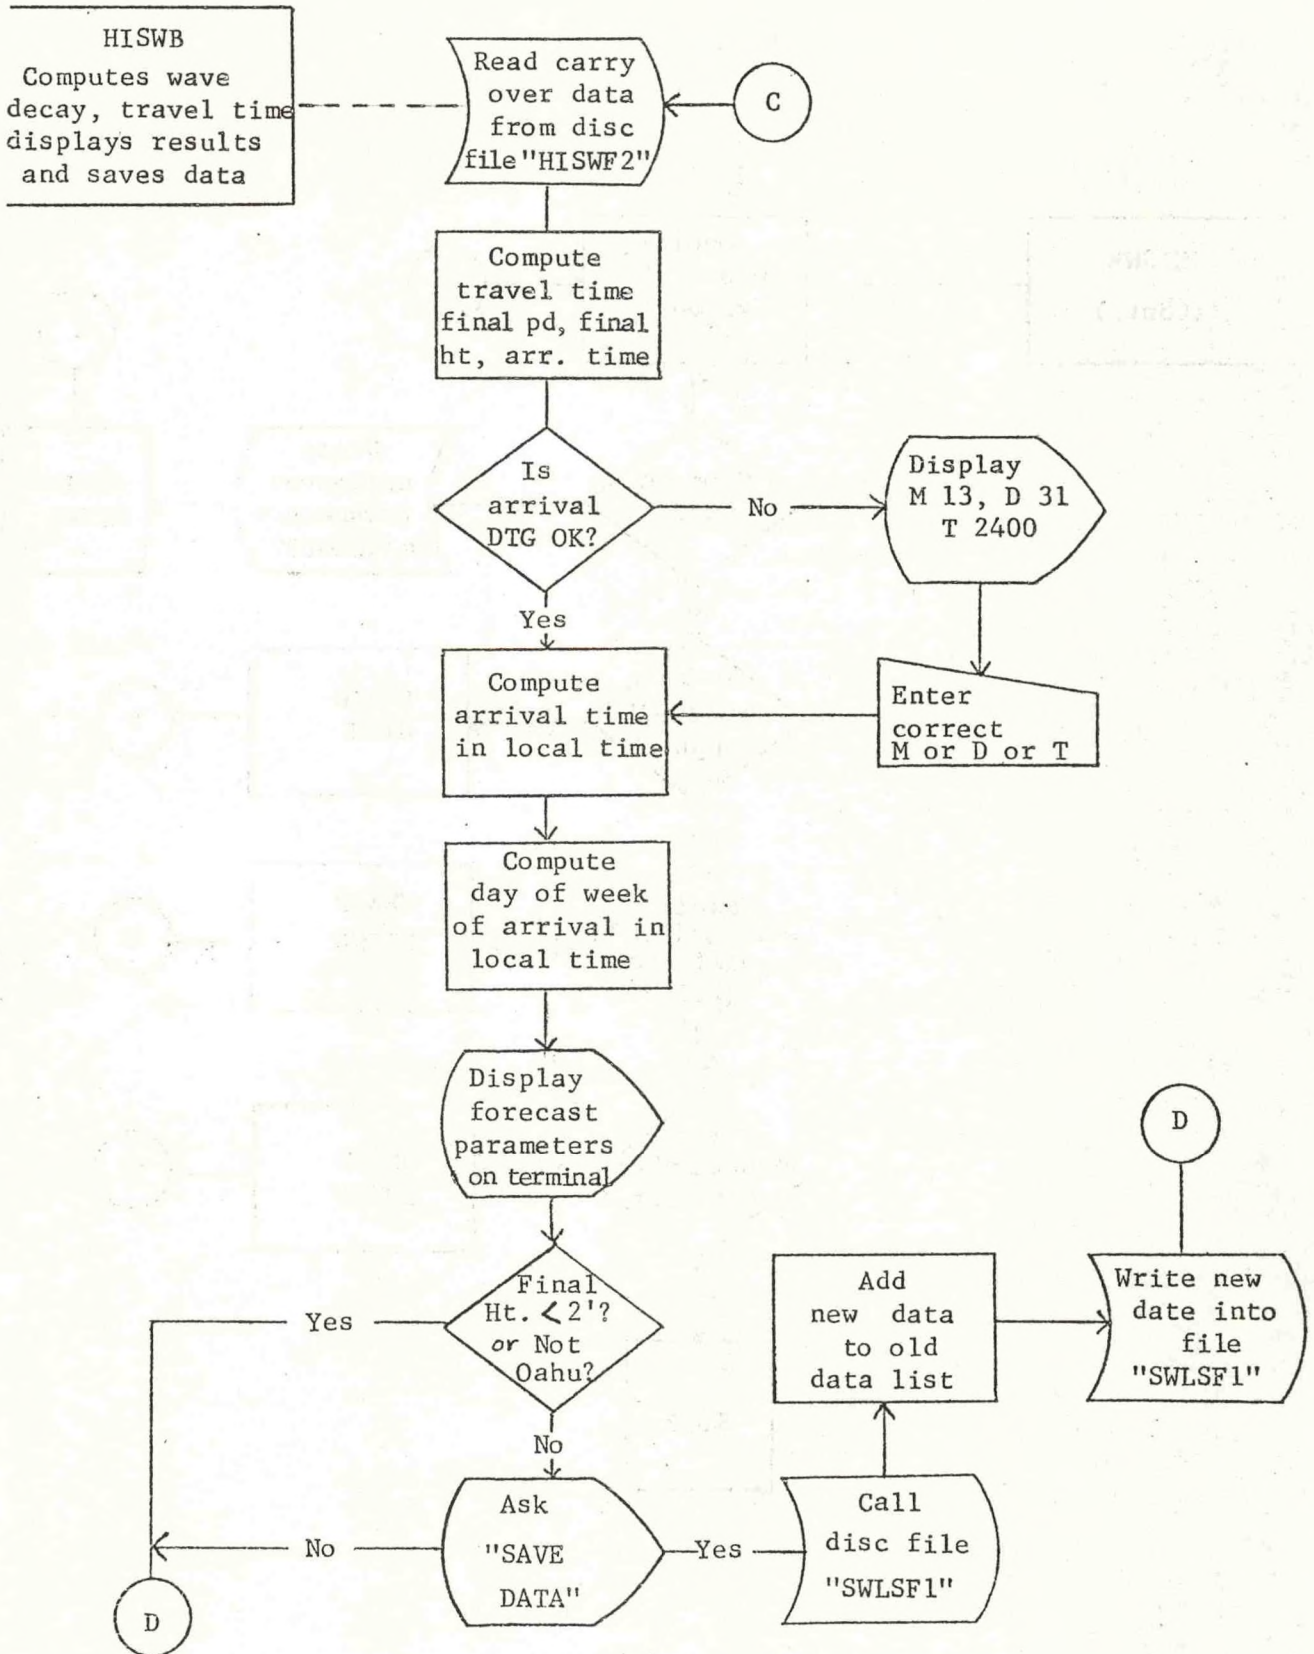 HISWB
Computes wave
decay, travel time
displays results
and saves data
Read carry
over data
from disc
file "HISWF2"
C
Compute
travel time
final pd, final
ht, arr. time
Is
arrival
DTG OK?
No
Display
M 13, D 31
T 2400
Yes
Enter
correct
M or D or T
Compute
arrival time
in local time
Compute
day of week
of arrival in
local time
Display
forecast
parameters
on terminal
D
Final
Ht. < 2'?
or Not
Oahu?
Yes
Add
new data
to old
data list
Write new
date into
file
"SWLSF1"
No
Ask
"SAVE
DATA"
No
Yes
Call
disc file
"SWLSF1"
D